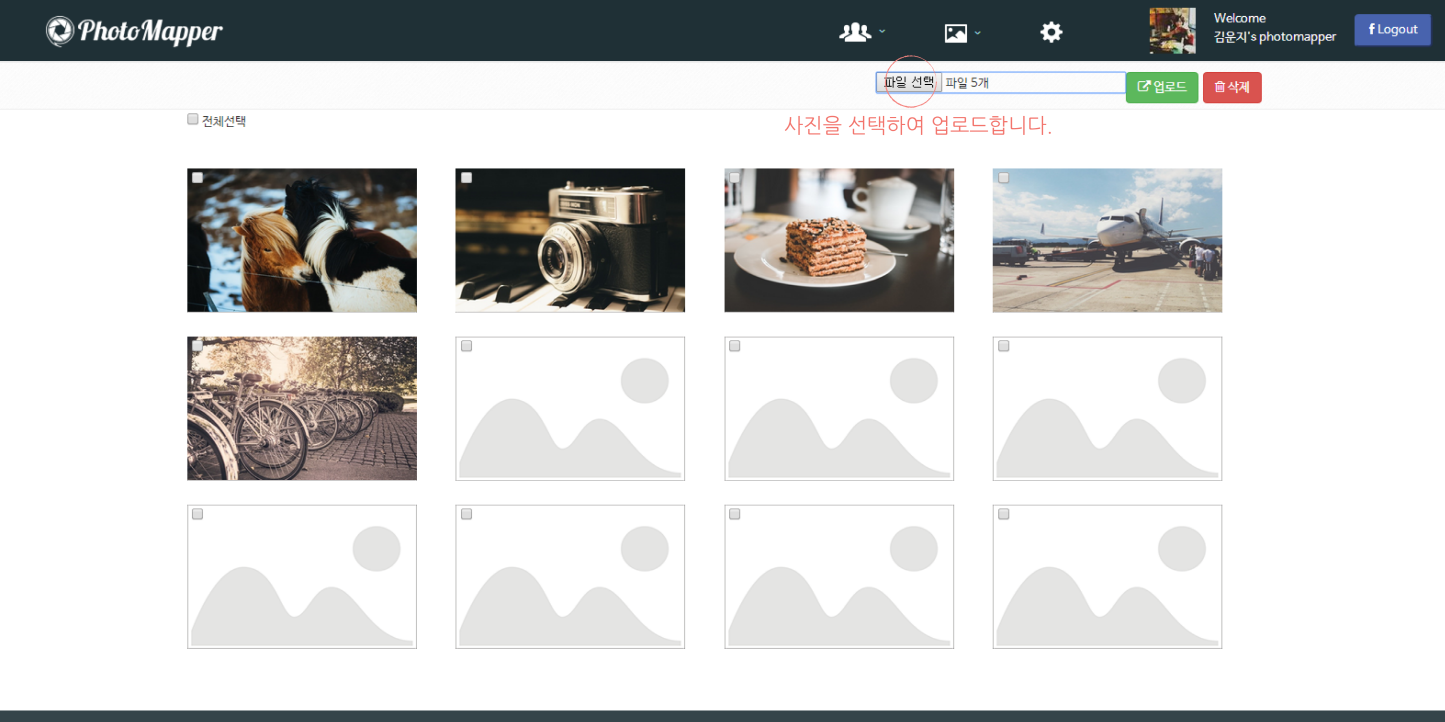 PhotoMapper
Welcome
김운지's photomapper
f Logout
파일 선택 파일 5개
업로드
삭제
전체선택
사진을 선택하여 업로드합니다.